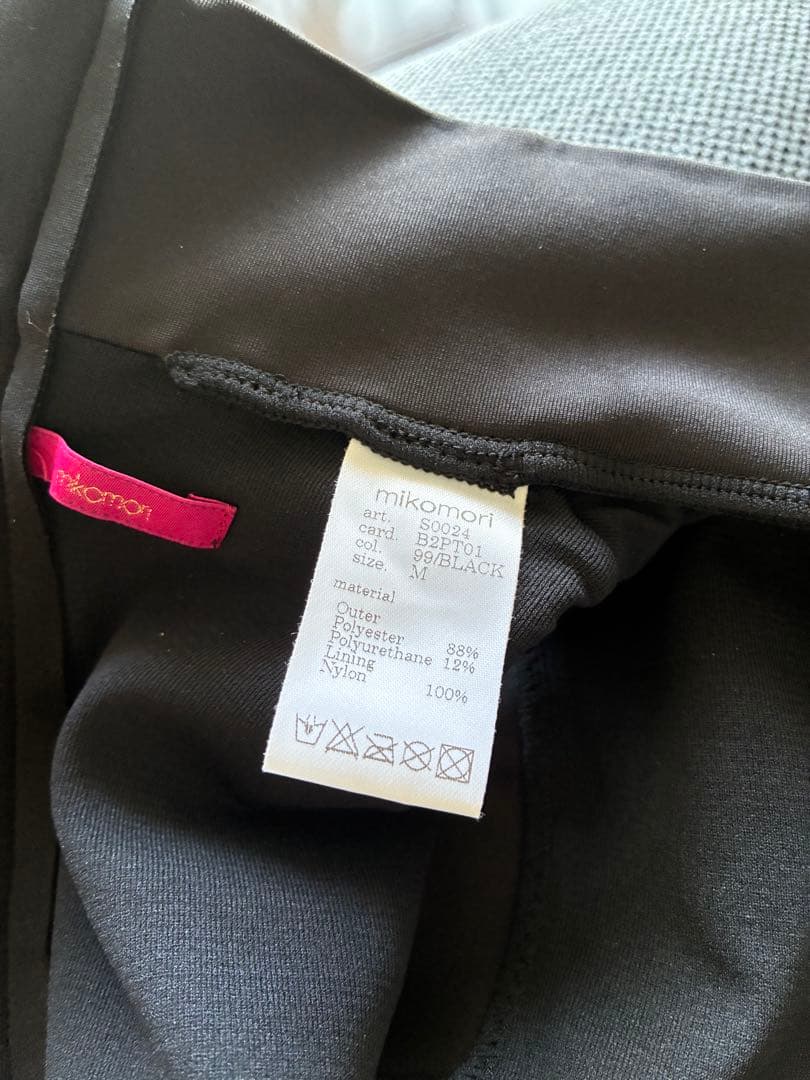 mikomori
mikomori
art. S0024
card. B2PT01
col. 99/BLACK
size. M
material
Outer
Polyester 88%
Polyurethane 12%
Lining
Nylon 100%